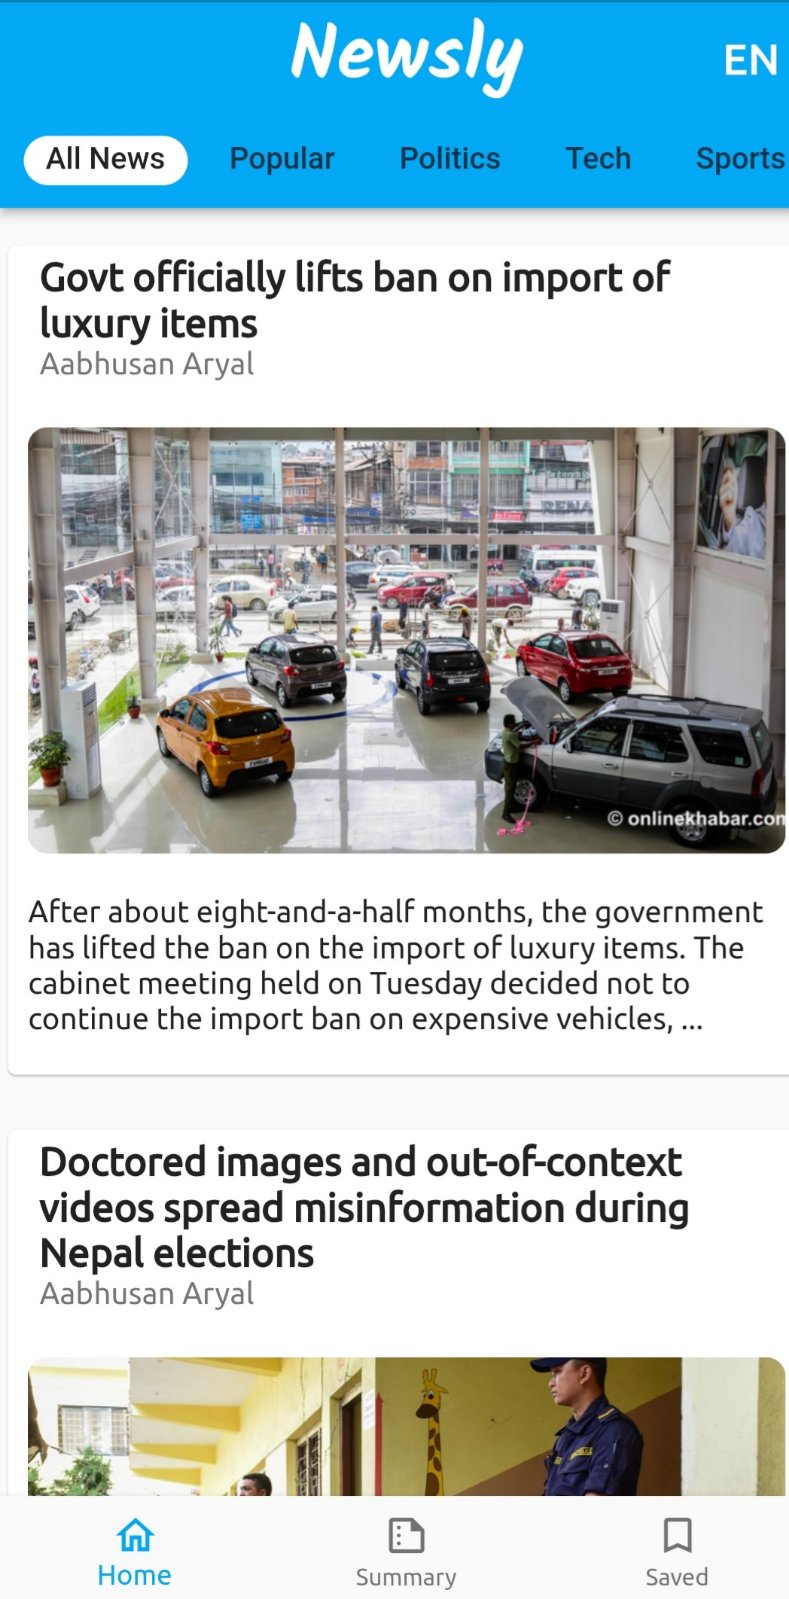 Newsly
EN
All News Popular Politics Tech Sports
Govt officially lifts ban on import of
luxury items
Aabhusan Aryal
RENA
© onlinekhabar.com
After about eight-and-a-half months, the government
has lifted the ban on the import of luxury items. The
cabinet meeting held on Tuesday decided not to
continue the import ban on expensive vehicles, ...
Doctored images and out-of-context
videos spread misinformation during
Nepal elections
Aabhusan Aryal
Home Summary Saved